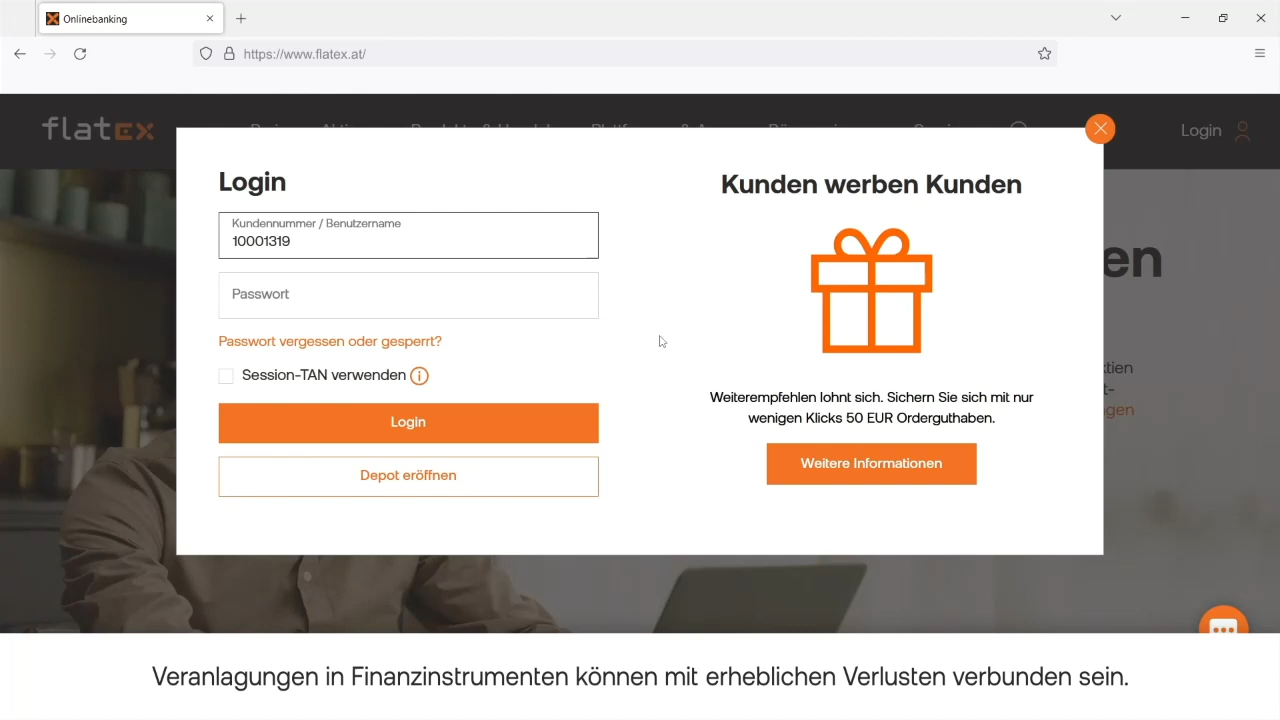 Onlinebanking
https://www.flatex.at/
flatex
Login
Login
Kundennummer / Benutzername
10001319
Passwort
Passwort vergessen oder gesperrt?
Session-TAN verwenden
Login
Depot eröffnen
Kunden werben Kunden
Weiterempfehlen lohnt sich. Sichern Sie sich mit nur
wenigen Klicks 50 EUR Orderguthaben.
Weitere Informationen
Veranlagungen in Finanzinstrumenten können mit erheblichen Verlusten verbunden sein.